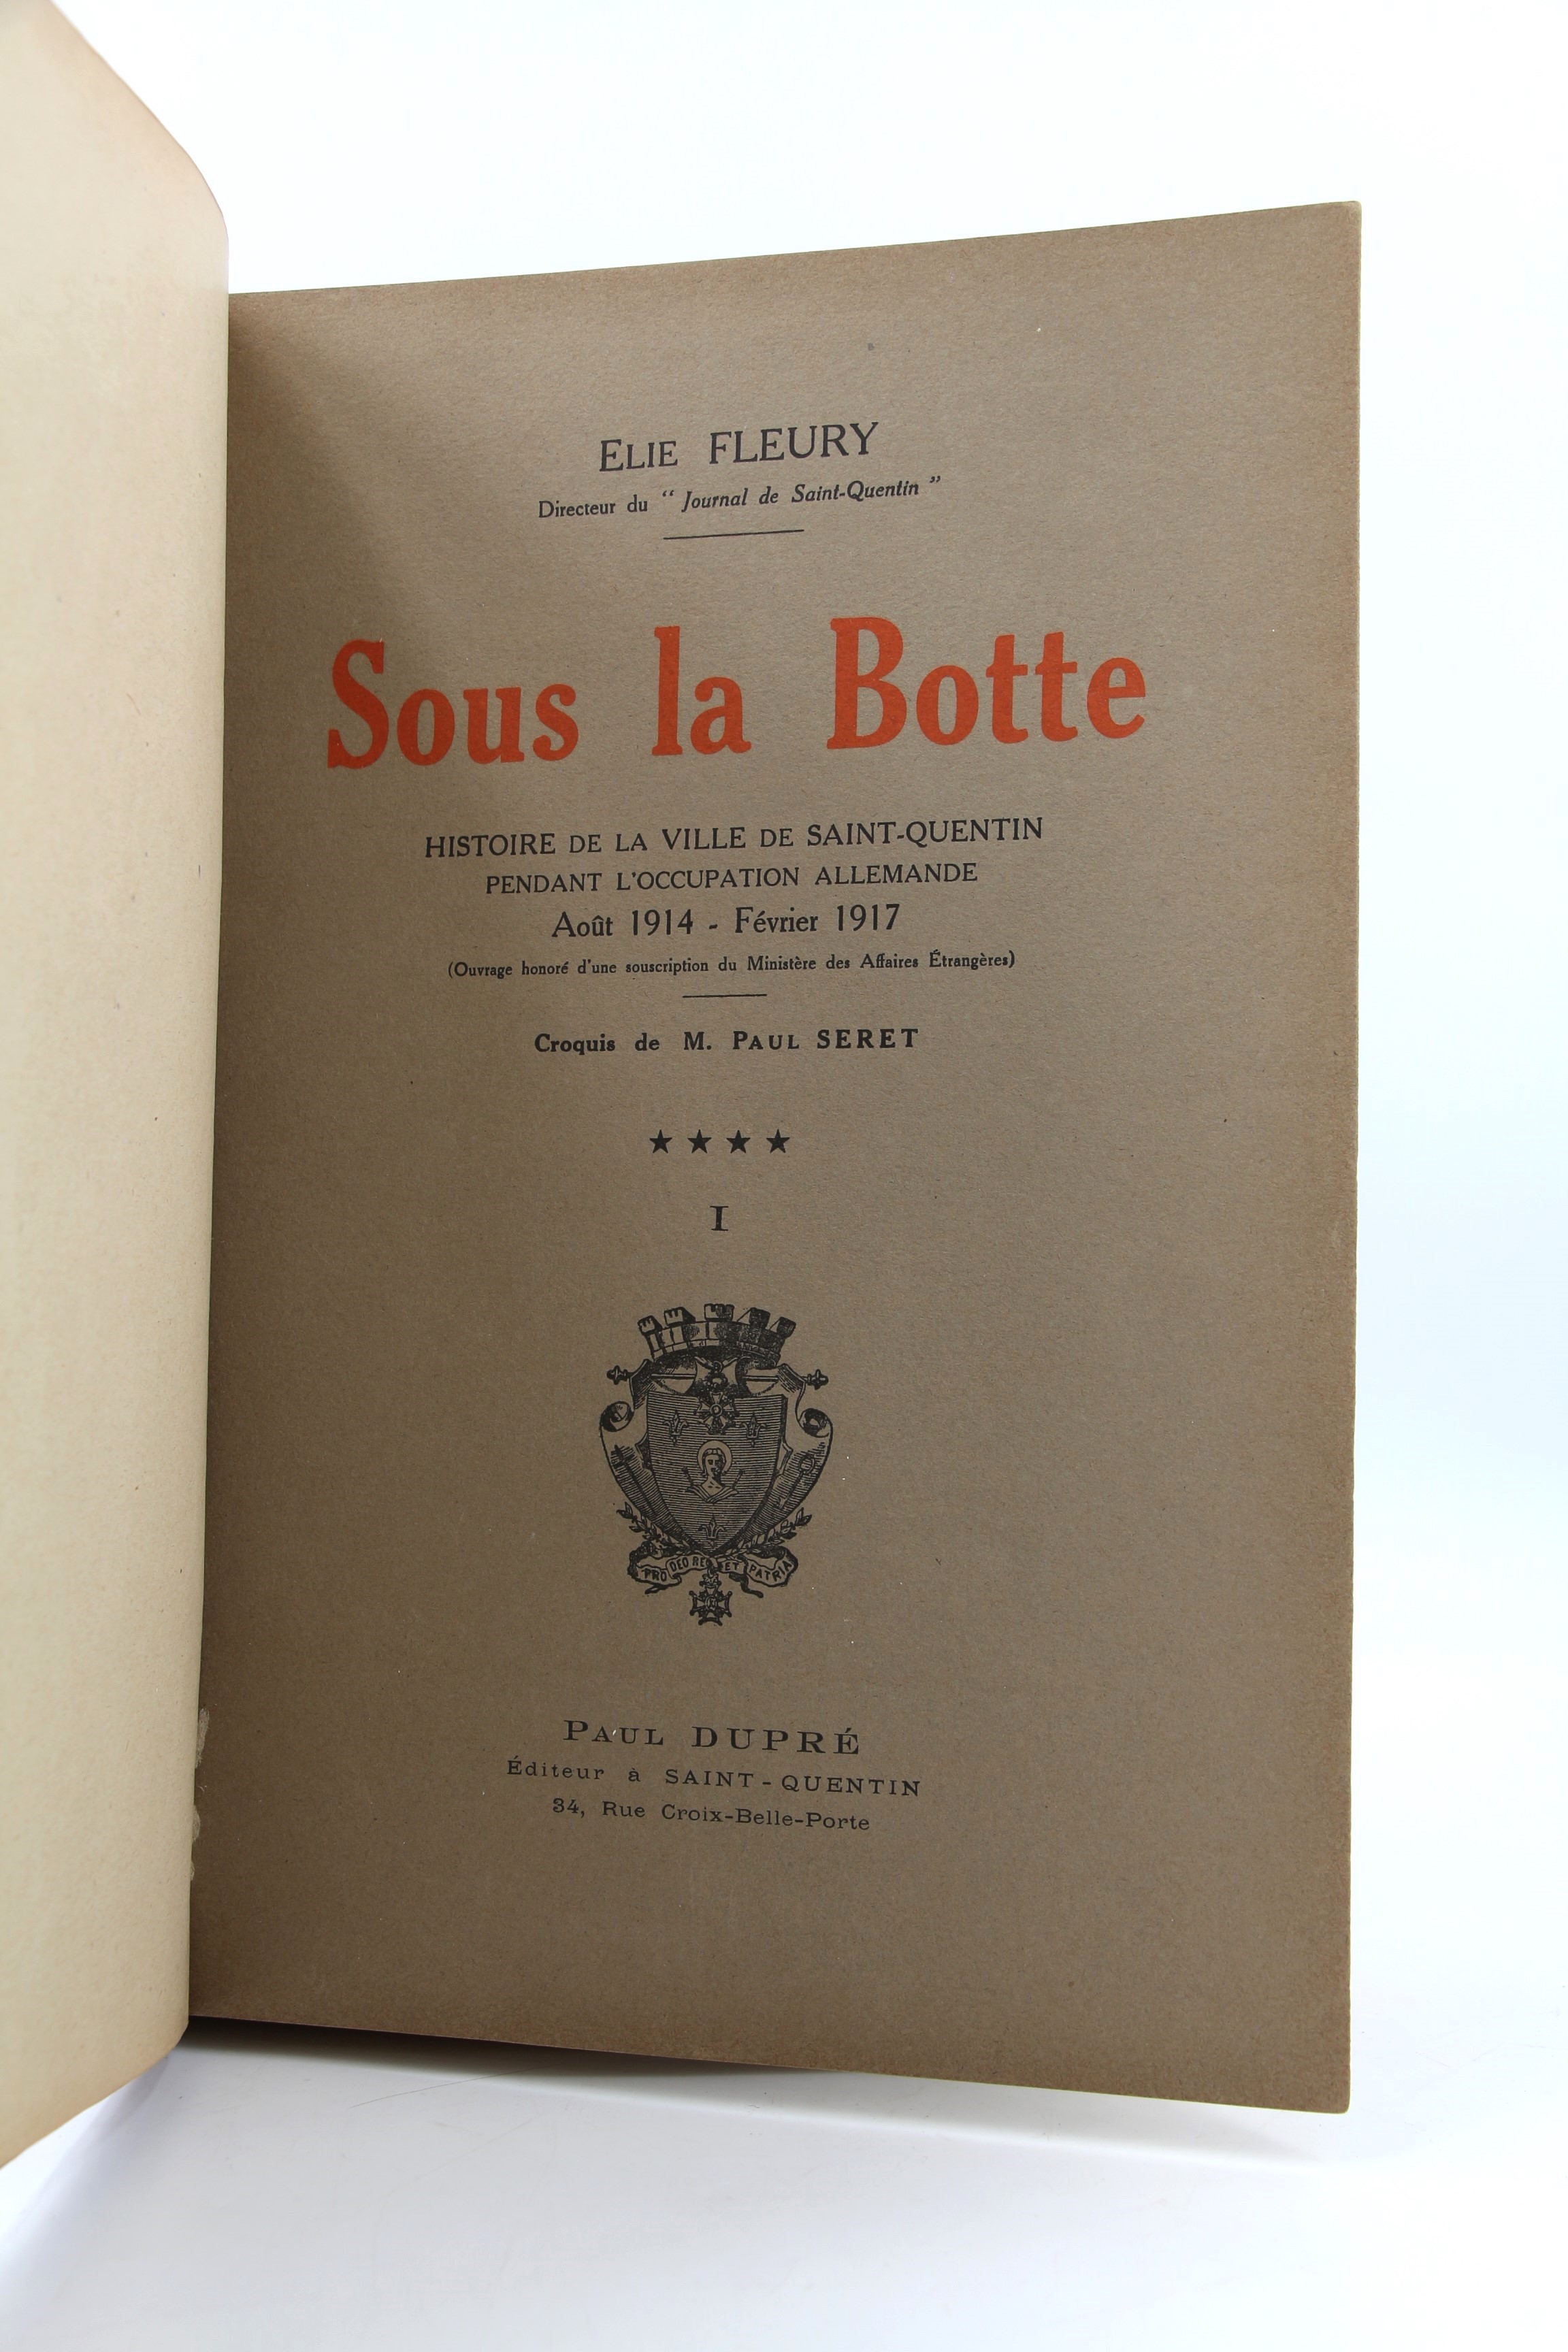 ELIE FLEURY
Directeur du “ Journal de Saint-Quentin ”
Sous la Botte
HISTOIRE DE LA VILLE DE SAINT-QUENTIN
PENDANT L'OCCUPATION ALLEMANDE
Août 1914 - Février 1917
(Ouvrage honoré d'une souscription du Ministère des Affaires Étrangères)
Croquis de M. PAUL SERET
★ ★ ★ ★
I
PRO DEO REGE ET PATRIA
PAUL DUPRÉ
Éditeur à SAINT-QUENTIN
34, Rue Croix-Belle-Porte